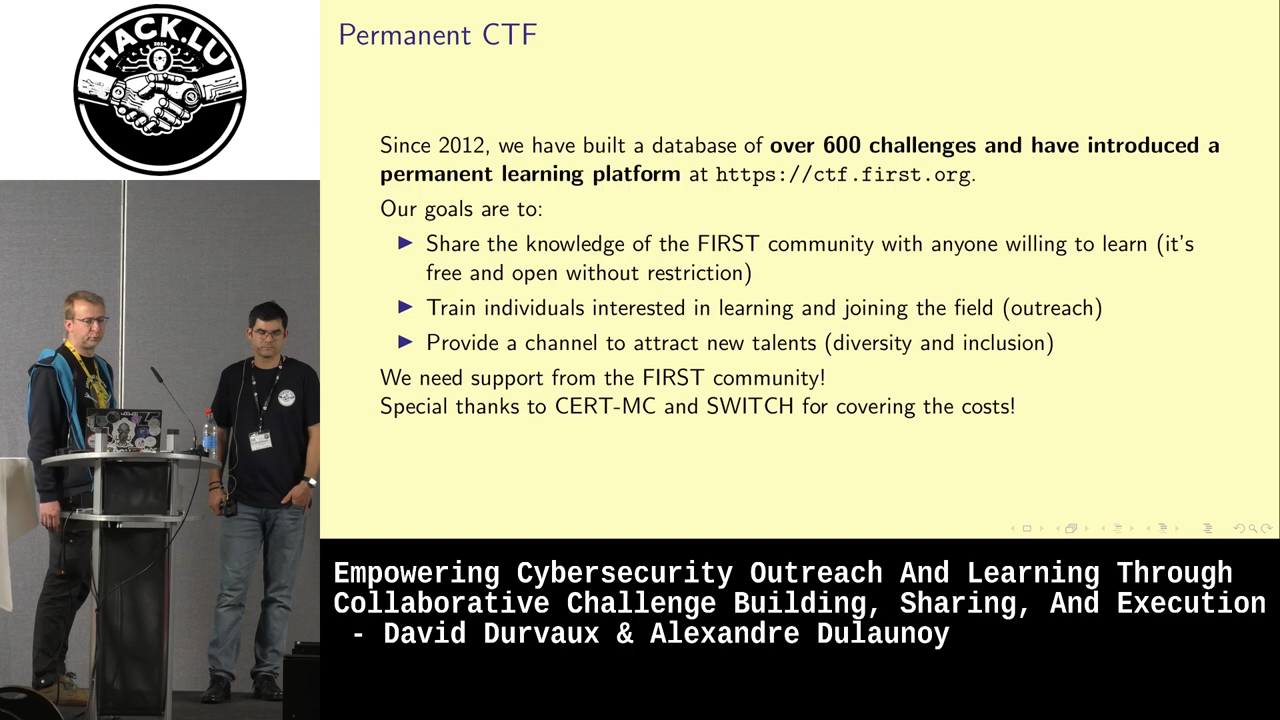 HACK.LU
2024
Permanent CTF
Since 2012, we have built a database of over 600 challenges and have introduced a
permanent learning platform at https://ctf.first.org.
Our goals are to:
Share the knowledge of the FIRST community with anyone willing to learn (it's
free and open without restriction)
Train individuals interested in learning and joining the field (outreach)
Provide a channel to attract new talents (diversity and inclusion)
We need support from the FIRST community!
Special thanks to CERT-MC and SWITCH for covering the costs!
Empowering Cybersecurity Outreach And Learning Through
Collaborative Challenge Building, Sharing, And Execution
- David Durvaux & Alexandre Dulaunoy